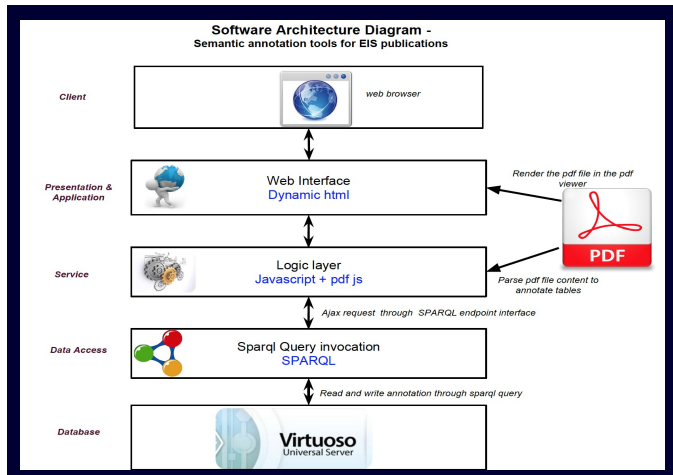 Software Architecture Diagram -
Semantic annotation tools for EIS publications
Client
web browser
Presentation &
Application
Web Interface
Dynamic html
Render the pdf file in the pdf
viewer
PDF
Service
Logic layer
Javascript + pdf js
Parse pdf file content to
annotate tables
Ajax request through SPARQL endpoint interface
Data Access
Sparql Query invocation
SPARQL
Read and write annotation through sparql query
Database
Virtuoso
Universal Server